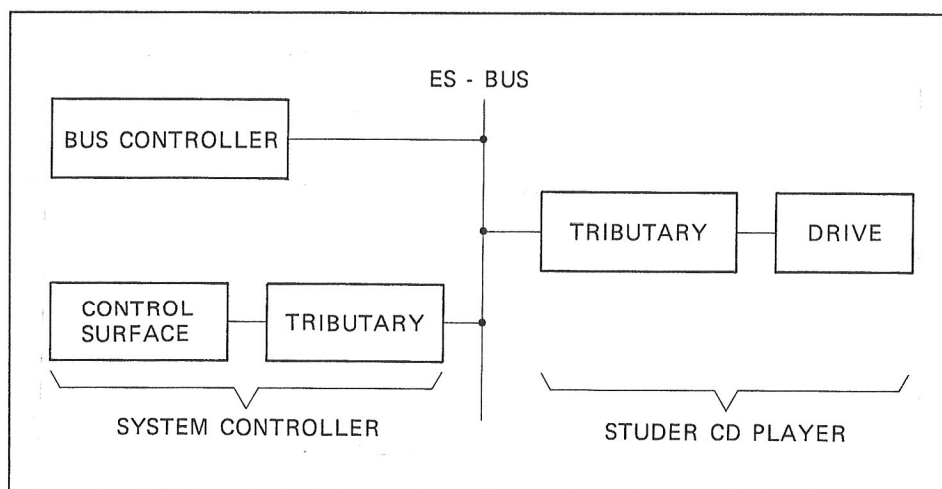 ES - BUS
BUS CONTROLLER
TRIBUTARY
DRIVE
CONTROL
SURFACE
TRIBUTARY
SYSTEM CONTROLLER
STUDER CD PLAYER